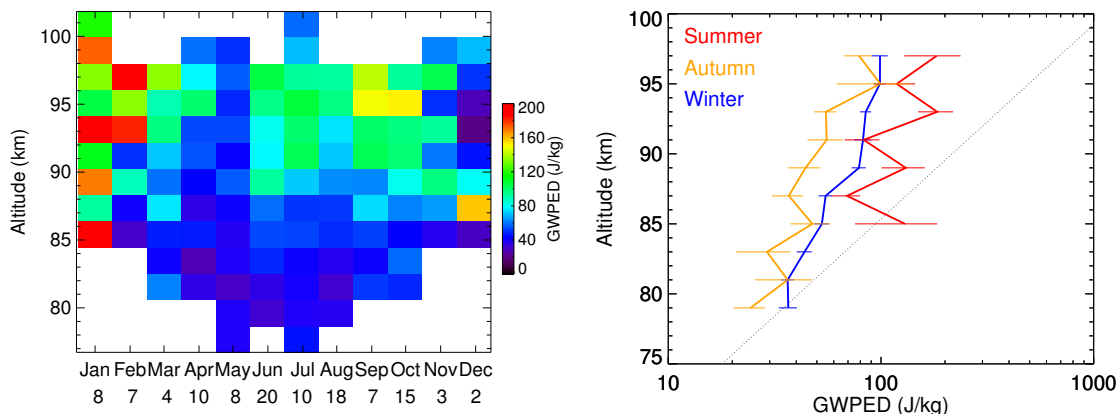 100
95
90
85
80
Altitude (km)
Jan Feb Mar Apr May Jun Jul Aug Sep Oct Nov Dec
8 7 4 10 8 20 10 18 7 15 3 2
200
160
120
80
40
0
GWPED (J/kg)
Summer
Autumn
Winter
100
95
90
85
80
75
Altitude (km)
10 100 1000
GWPED (J/kg)